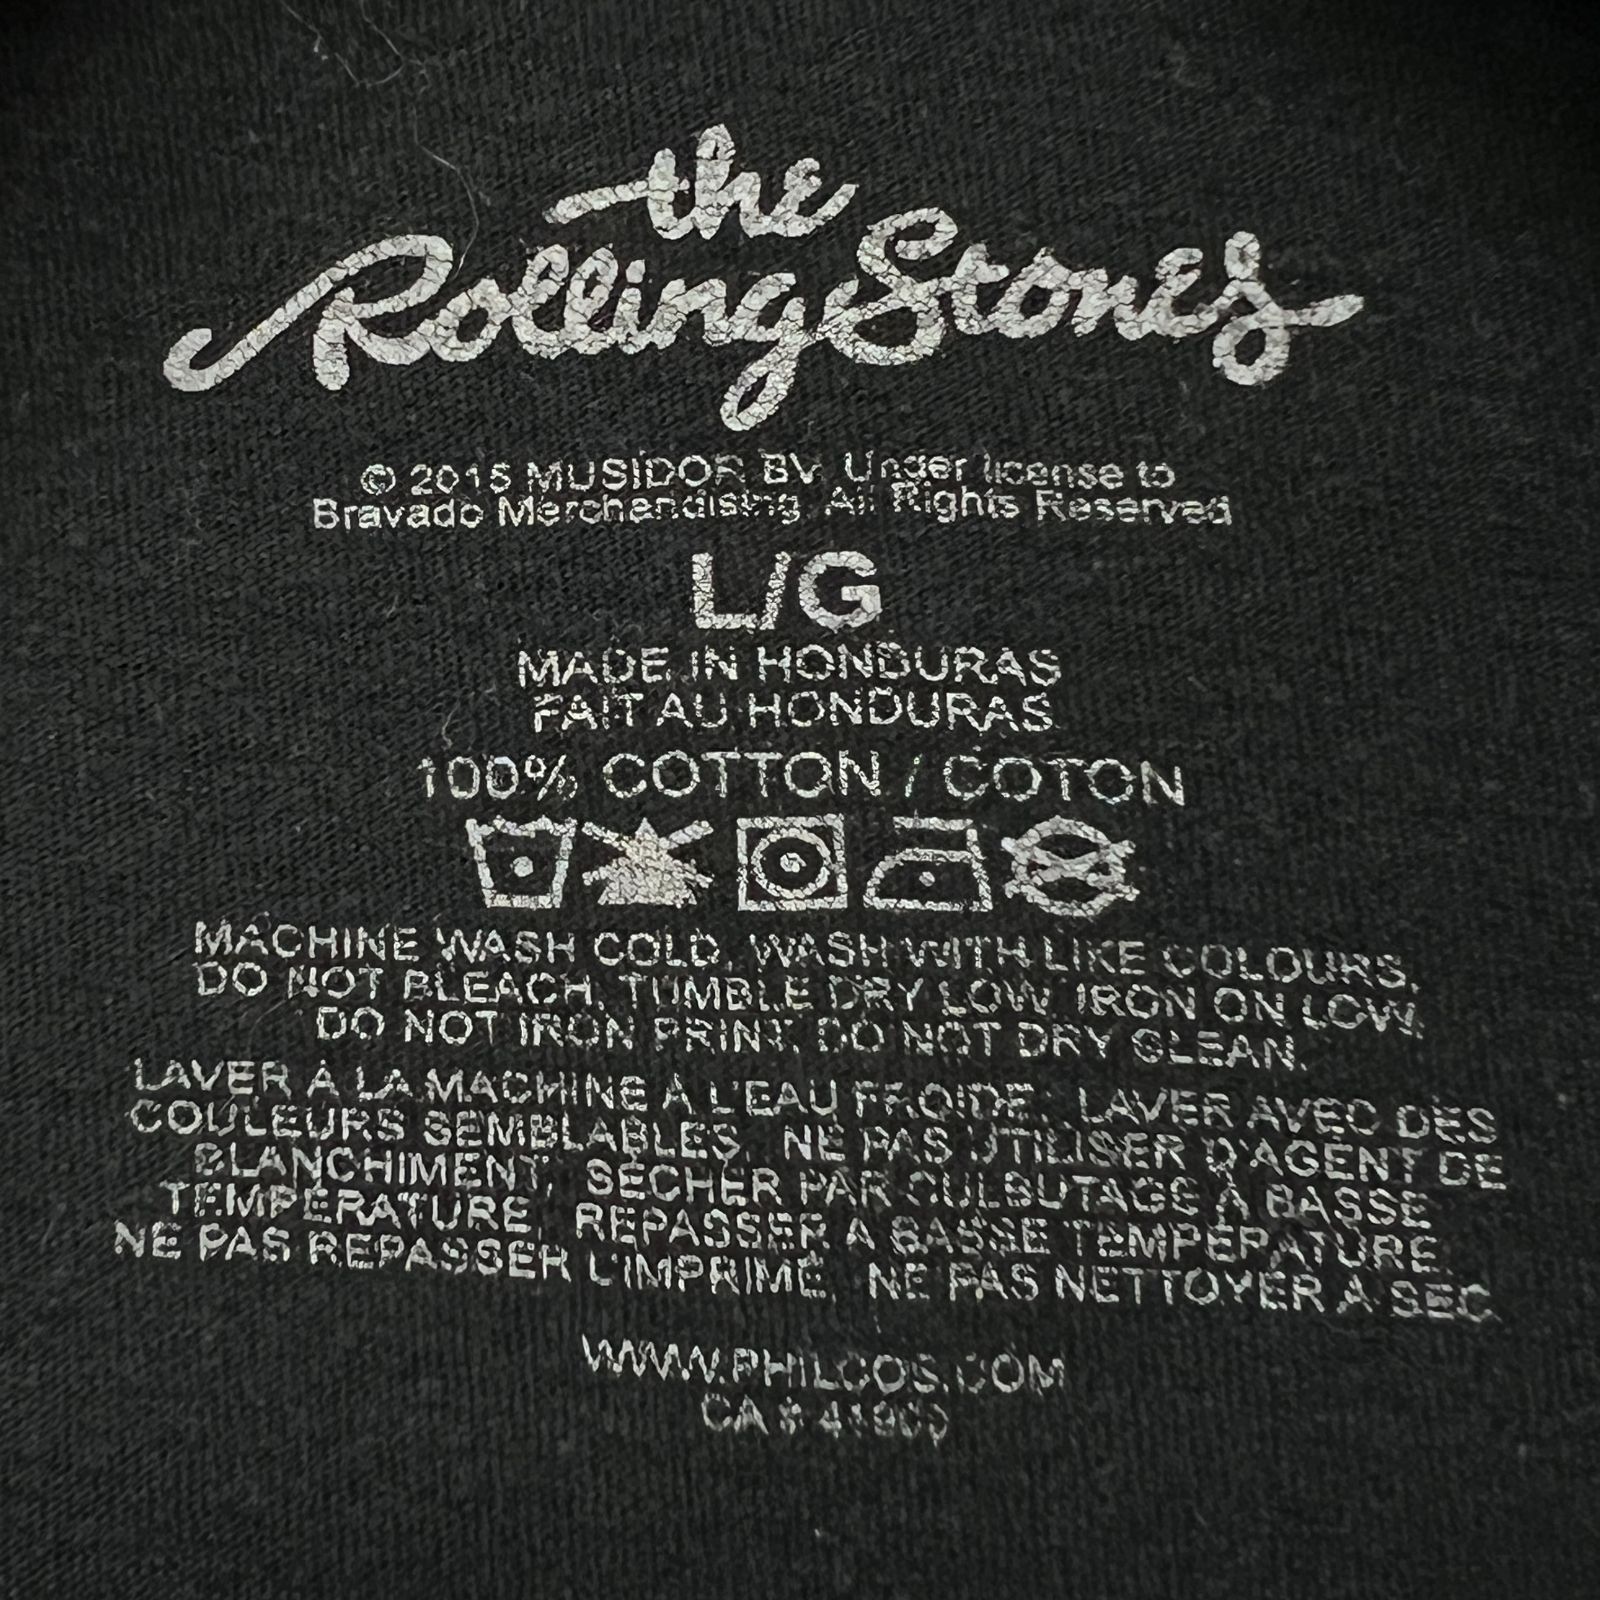 the
Rolling Stones
© 2015 MUSIDOR BV. Under license to
Bravado Merchandising. All Rights Reserved
L/G
MADE IN HONDURAS
FAIT AU HONDURAS
100% COTTON / COTON
MACHINE WASH COLD. WASH WITH LIKE COLOURS.
DO NOT BLEACH. TUMBLE DRY LOW. IRON ON LOW.
DO NOT IRON PRINT. DO NOT DRY CLEAN.
LAVER À LA MACHINE À L'EAU FROIDE. LAVER AVEC DES
COULEURS SEMBLABLES. NE PAS UTILISER D'AGENT DE
BLANCHIMENT. SÉCHER PAR CULBUTAGE À BASSE
TEMPÉRATURE. REPASSER À BASSE TEMPÉRATURE.
NE PAS REPASSER L'IMPRIMÉ. NE PAS NETTOYER À SEC
WWW.PHILCOS.COM
CA #